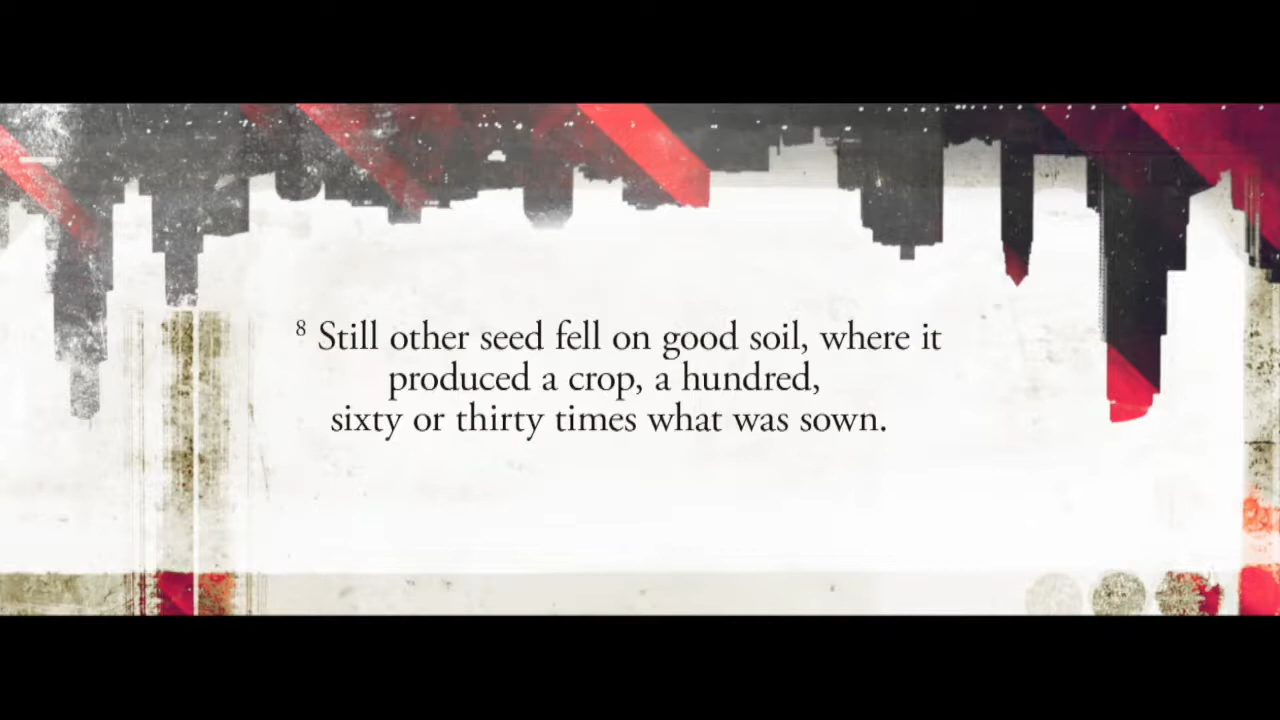 8 Still other seed fell on good soil, where it
produced a crop, a hundred,
sixty or thirty times what was sown.